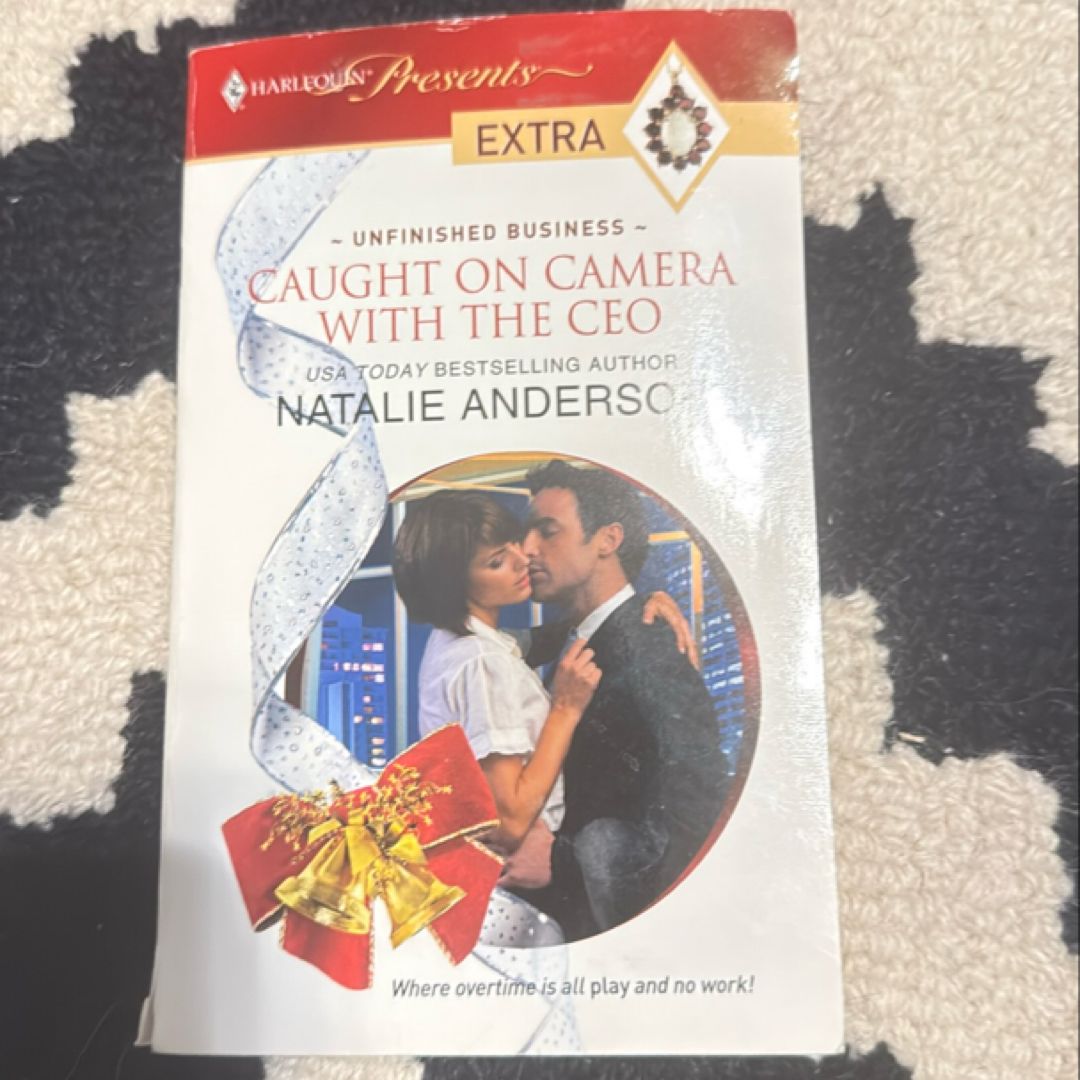 HARLEQUIN® Presents
EXTRA
~ UNFINISHED BUSINESS ~
CAUGHT ON CAMERA
WITH THE CEO
USA TODAY BESTSELLING AUTHOR
NATALIE ANDERSO
Where overtime is all play and no work!